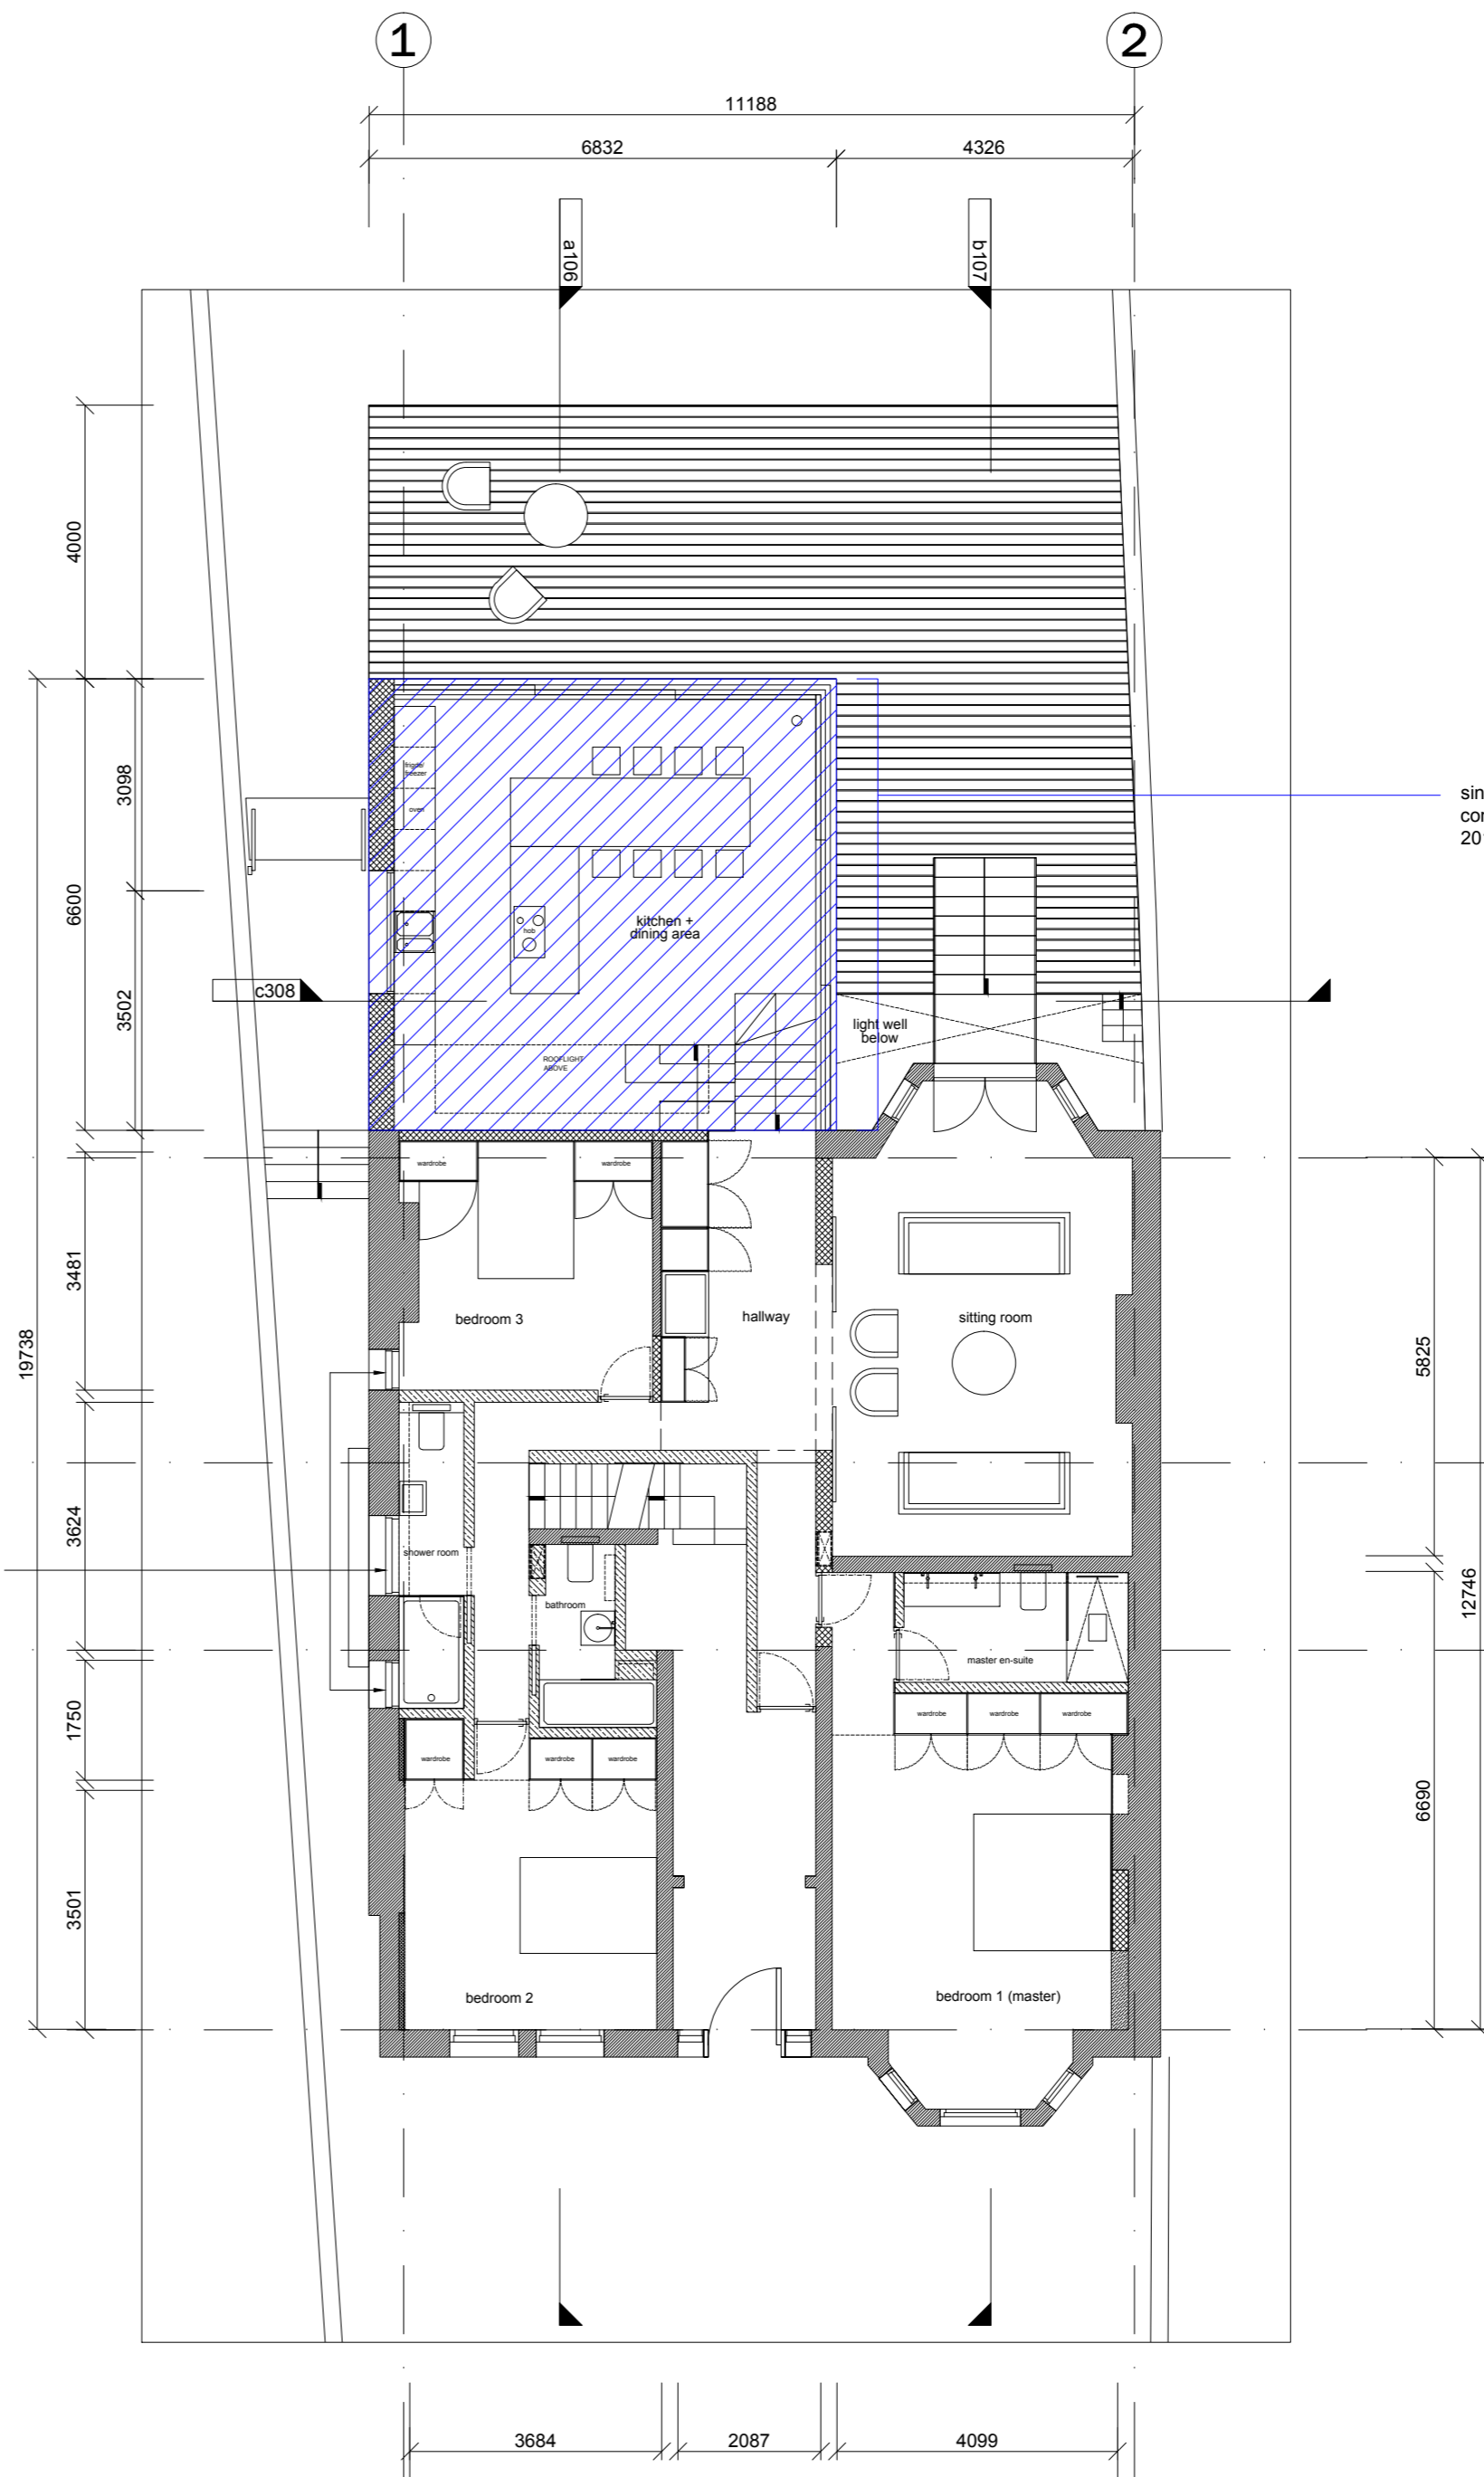 1
2
11188
6832
4326
a106
b107
4000
3098
6600
3502
frigde/
freezer
oven
hob
kitchen +
dining area
sin
cor
20
c308
light well
below
ROOFLIGHT
ABOVE
wardrobe
wardrobe
3481
bedroom 3
hallway
sitting room
19738
5825
3624
shower room
bathroom
master en-suite
12746
1750
wardrobe
wardrobe
wardrobe
wardrobe
wardrobe
wardrobe
6690
3501
bedroom 2
bedroom 1 (master)
3684
2087
4099